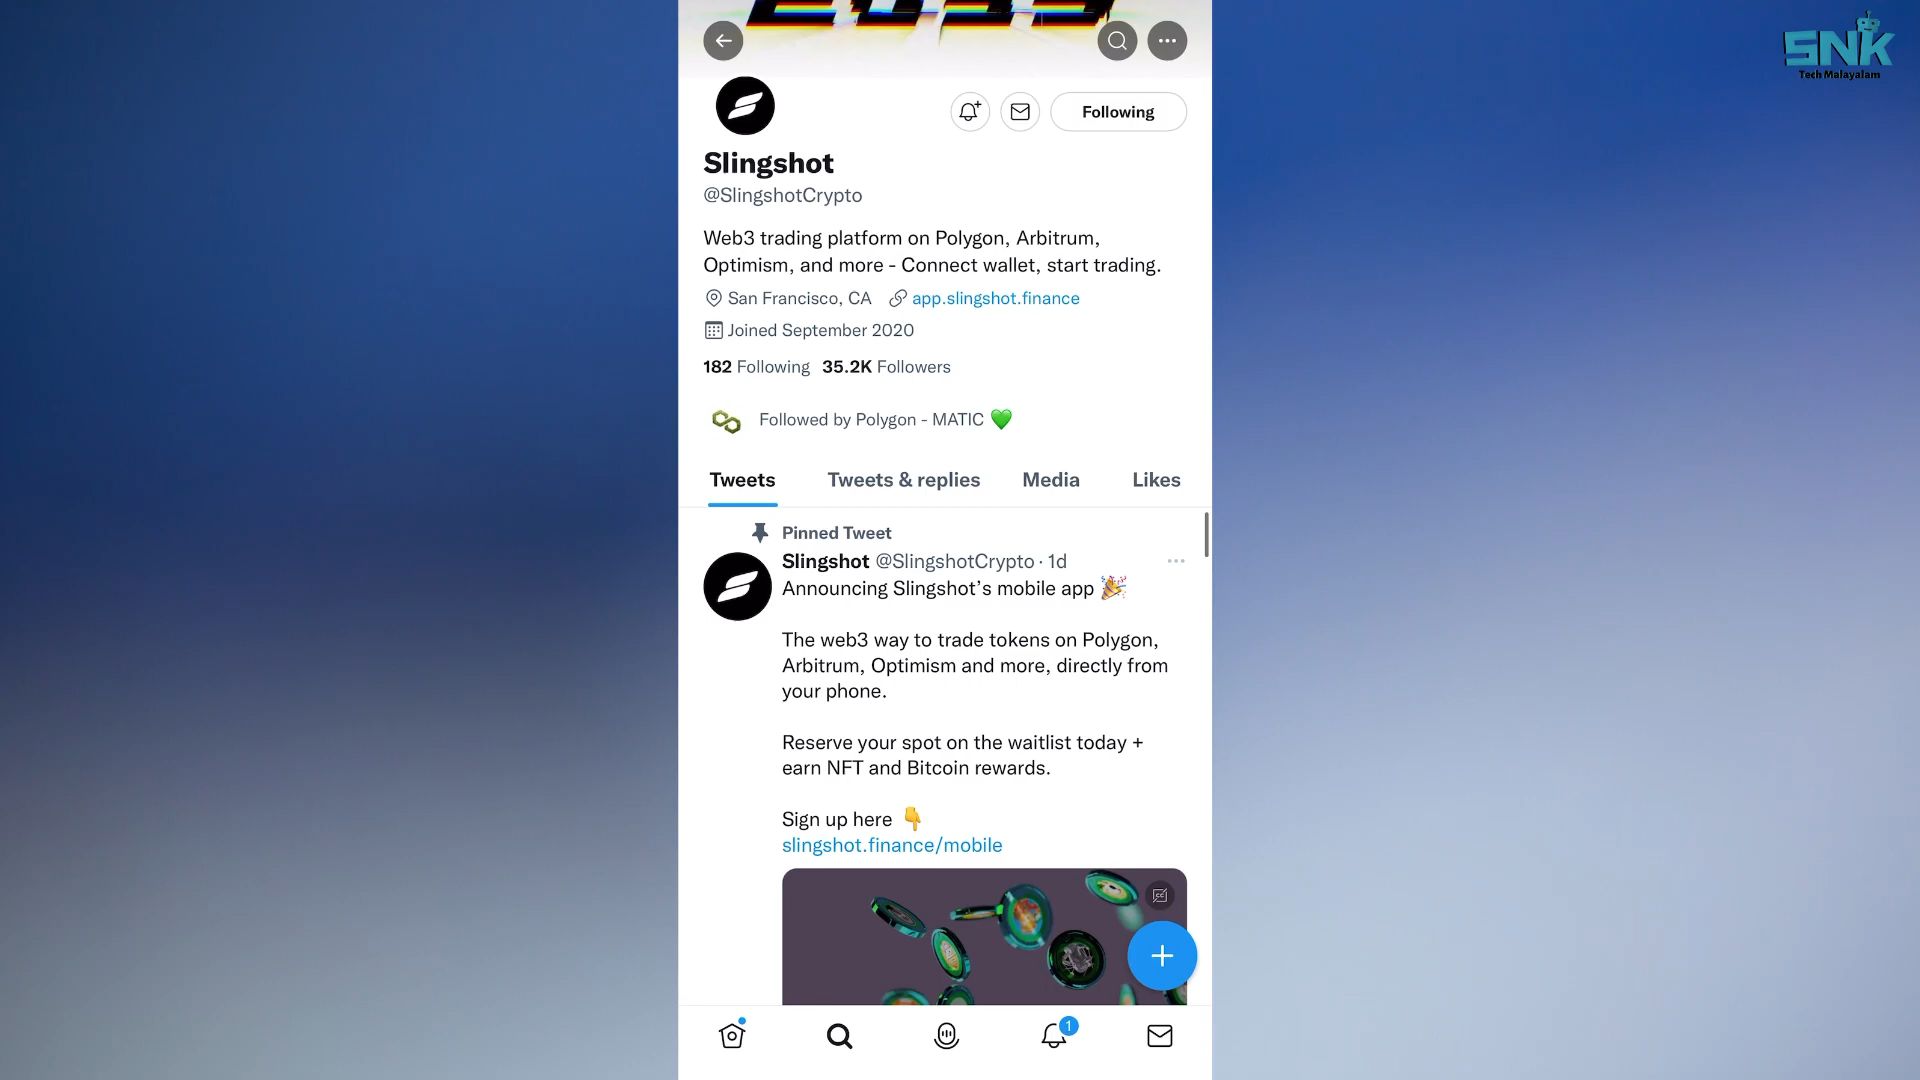 SNK
Tech Malayalam
Following
Slingshot
@SlingshotCrypto
Web3 trading platform on Polygon, Arbitrum,
Optimism, and more - Connect wallet, start trading.
San Francisco, CA app.slingshot.finance
Joined September 2020
182 Following 35.2K Followers
Followed by Polygon - MATIC 💚
Tweets Tweets & replies Media Likes
Pinned Tweet
Slingshot @SlingshotCrypto · 1d
Announcing Slingshot’s mobile app 🎉
The web3 way to trade tokens on Polygon,
Arbitrum, Optimism and more, directly from
your phone.
Reserve your spot on the waitlist today +
earn NFT and Bitcoin rewards.
Sign up here 👇
slingshot.finance/mobile
1